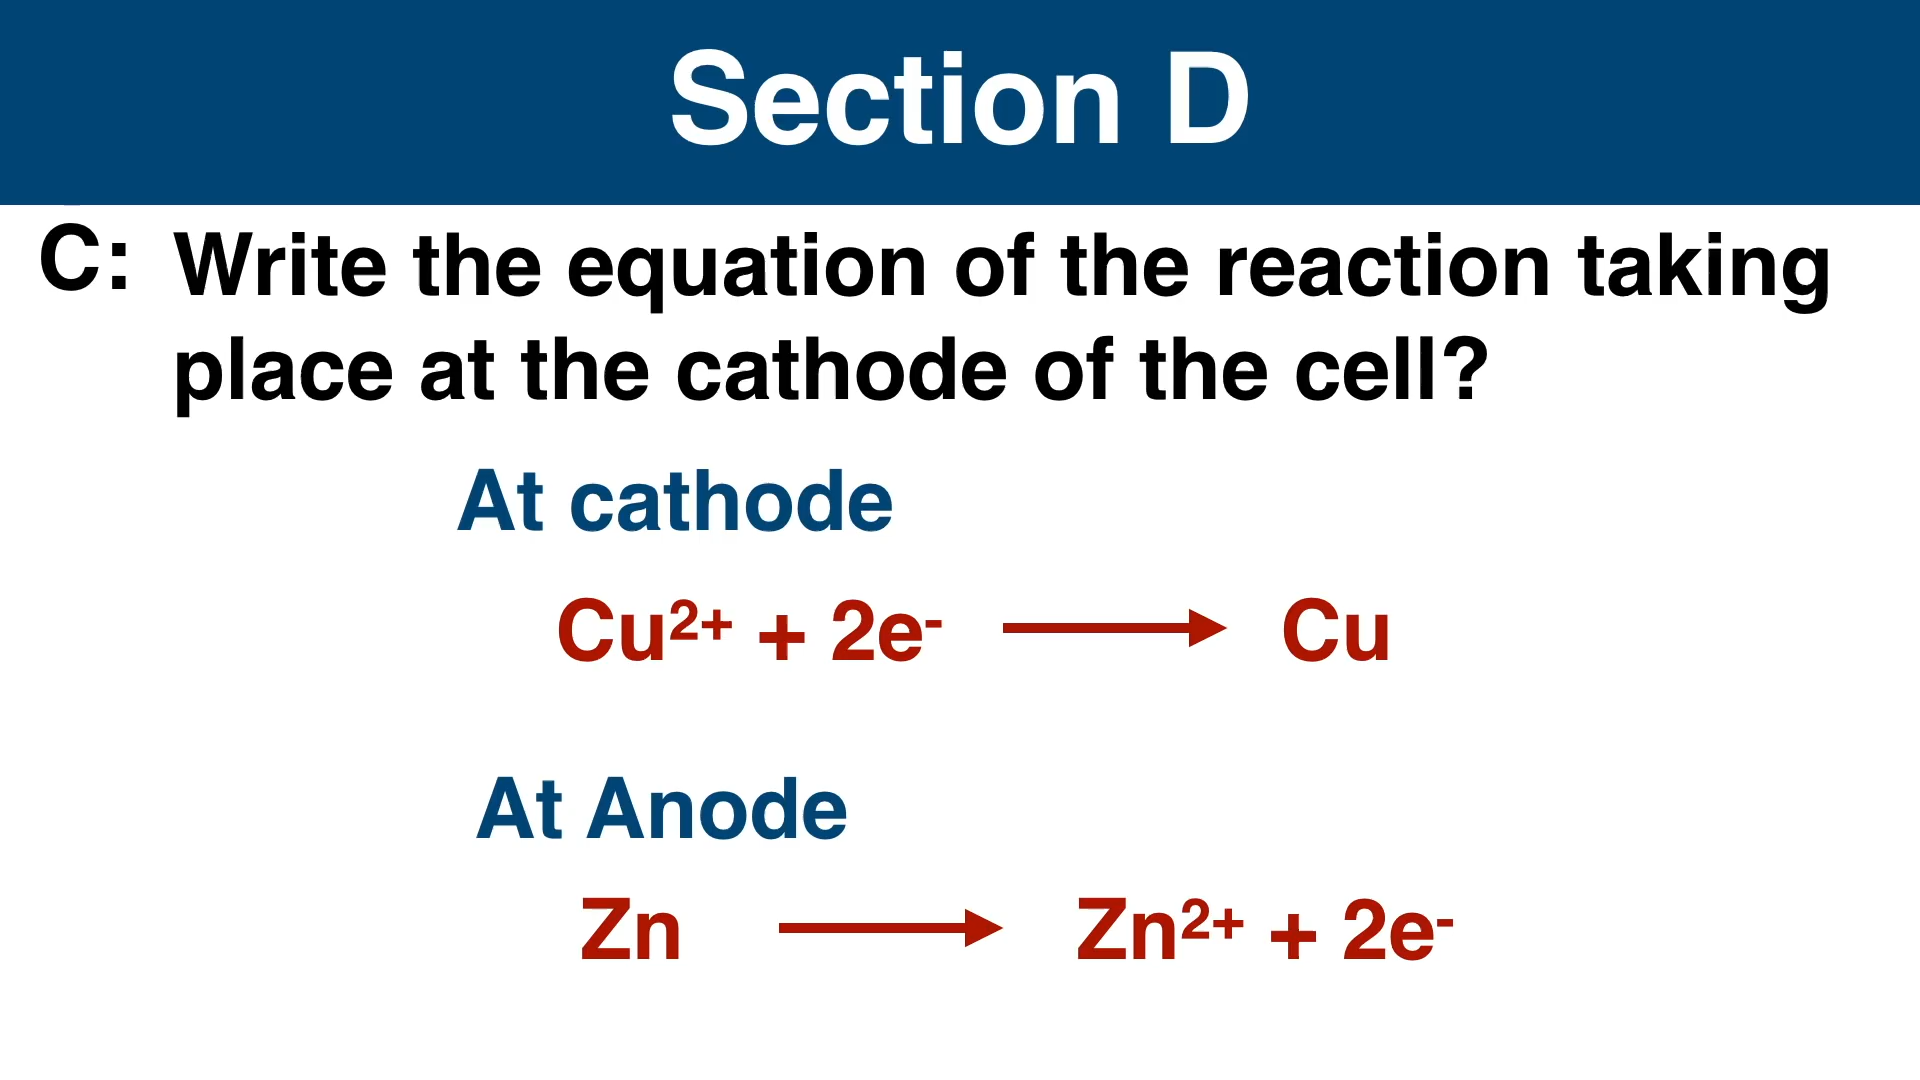 Section D
C: Write the equation of the reaction taking
place at the cathode of the cell?
At cathode
Cu²⁺ + 2e⁻ ⟶ Cu
At Anode
Zn ⟶ Zn²⁺ + 2e⁻